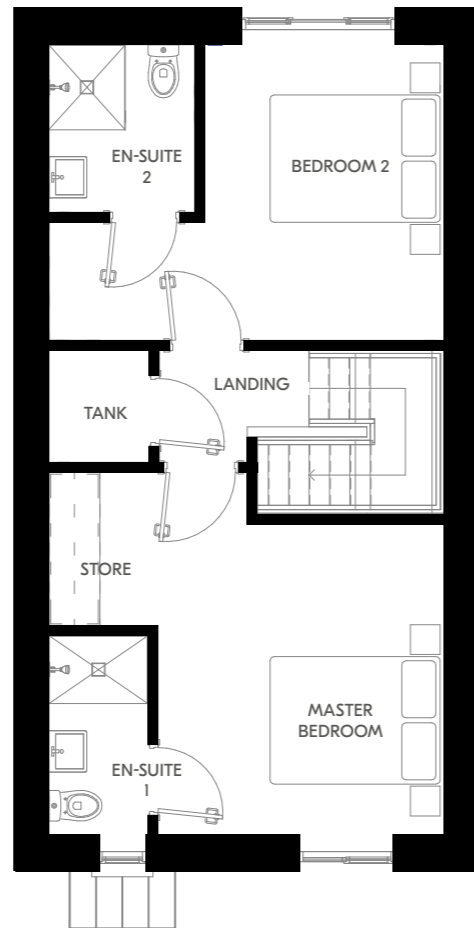 EN-SUITE
2
BEDROOM 2
LANDING
TANK
STORE
MASTER
BEDROOM
EN-SUITE
1